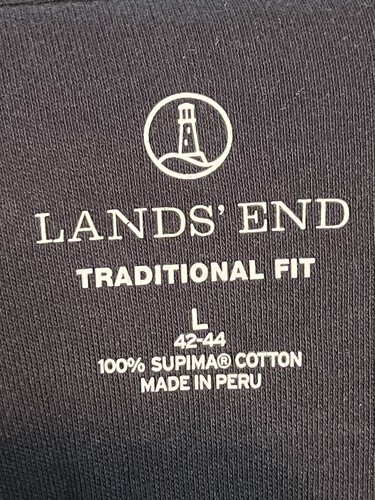 LANDS' END
TRADITIONAL FIT
L
42-44
100% SUPIMA® COTTON
MADE IN PERU